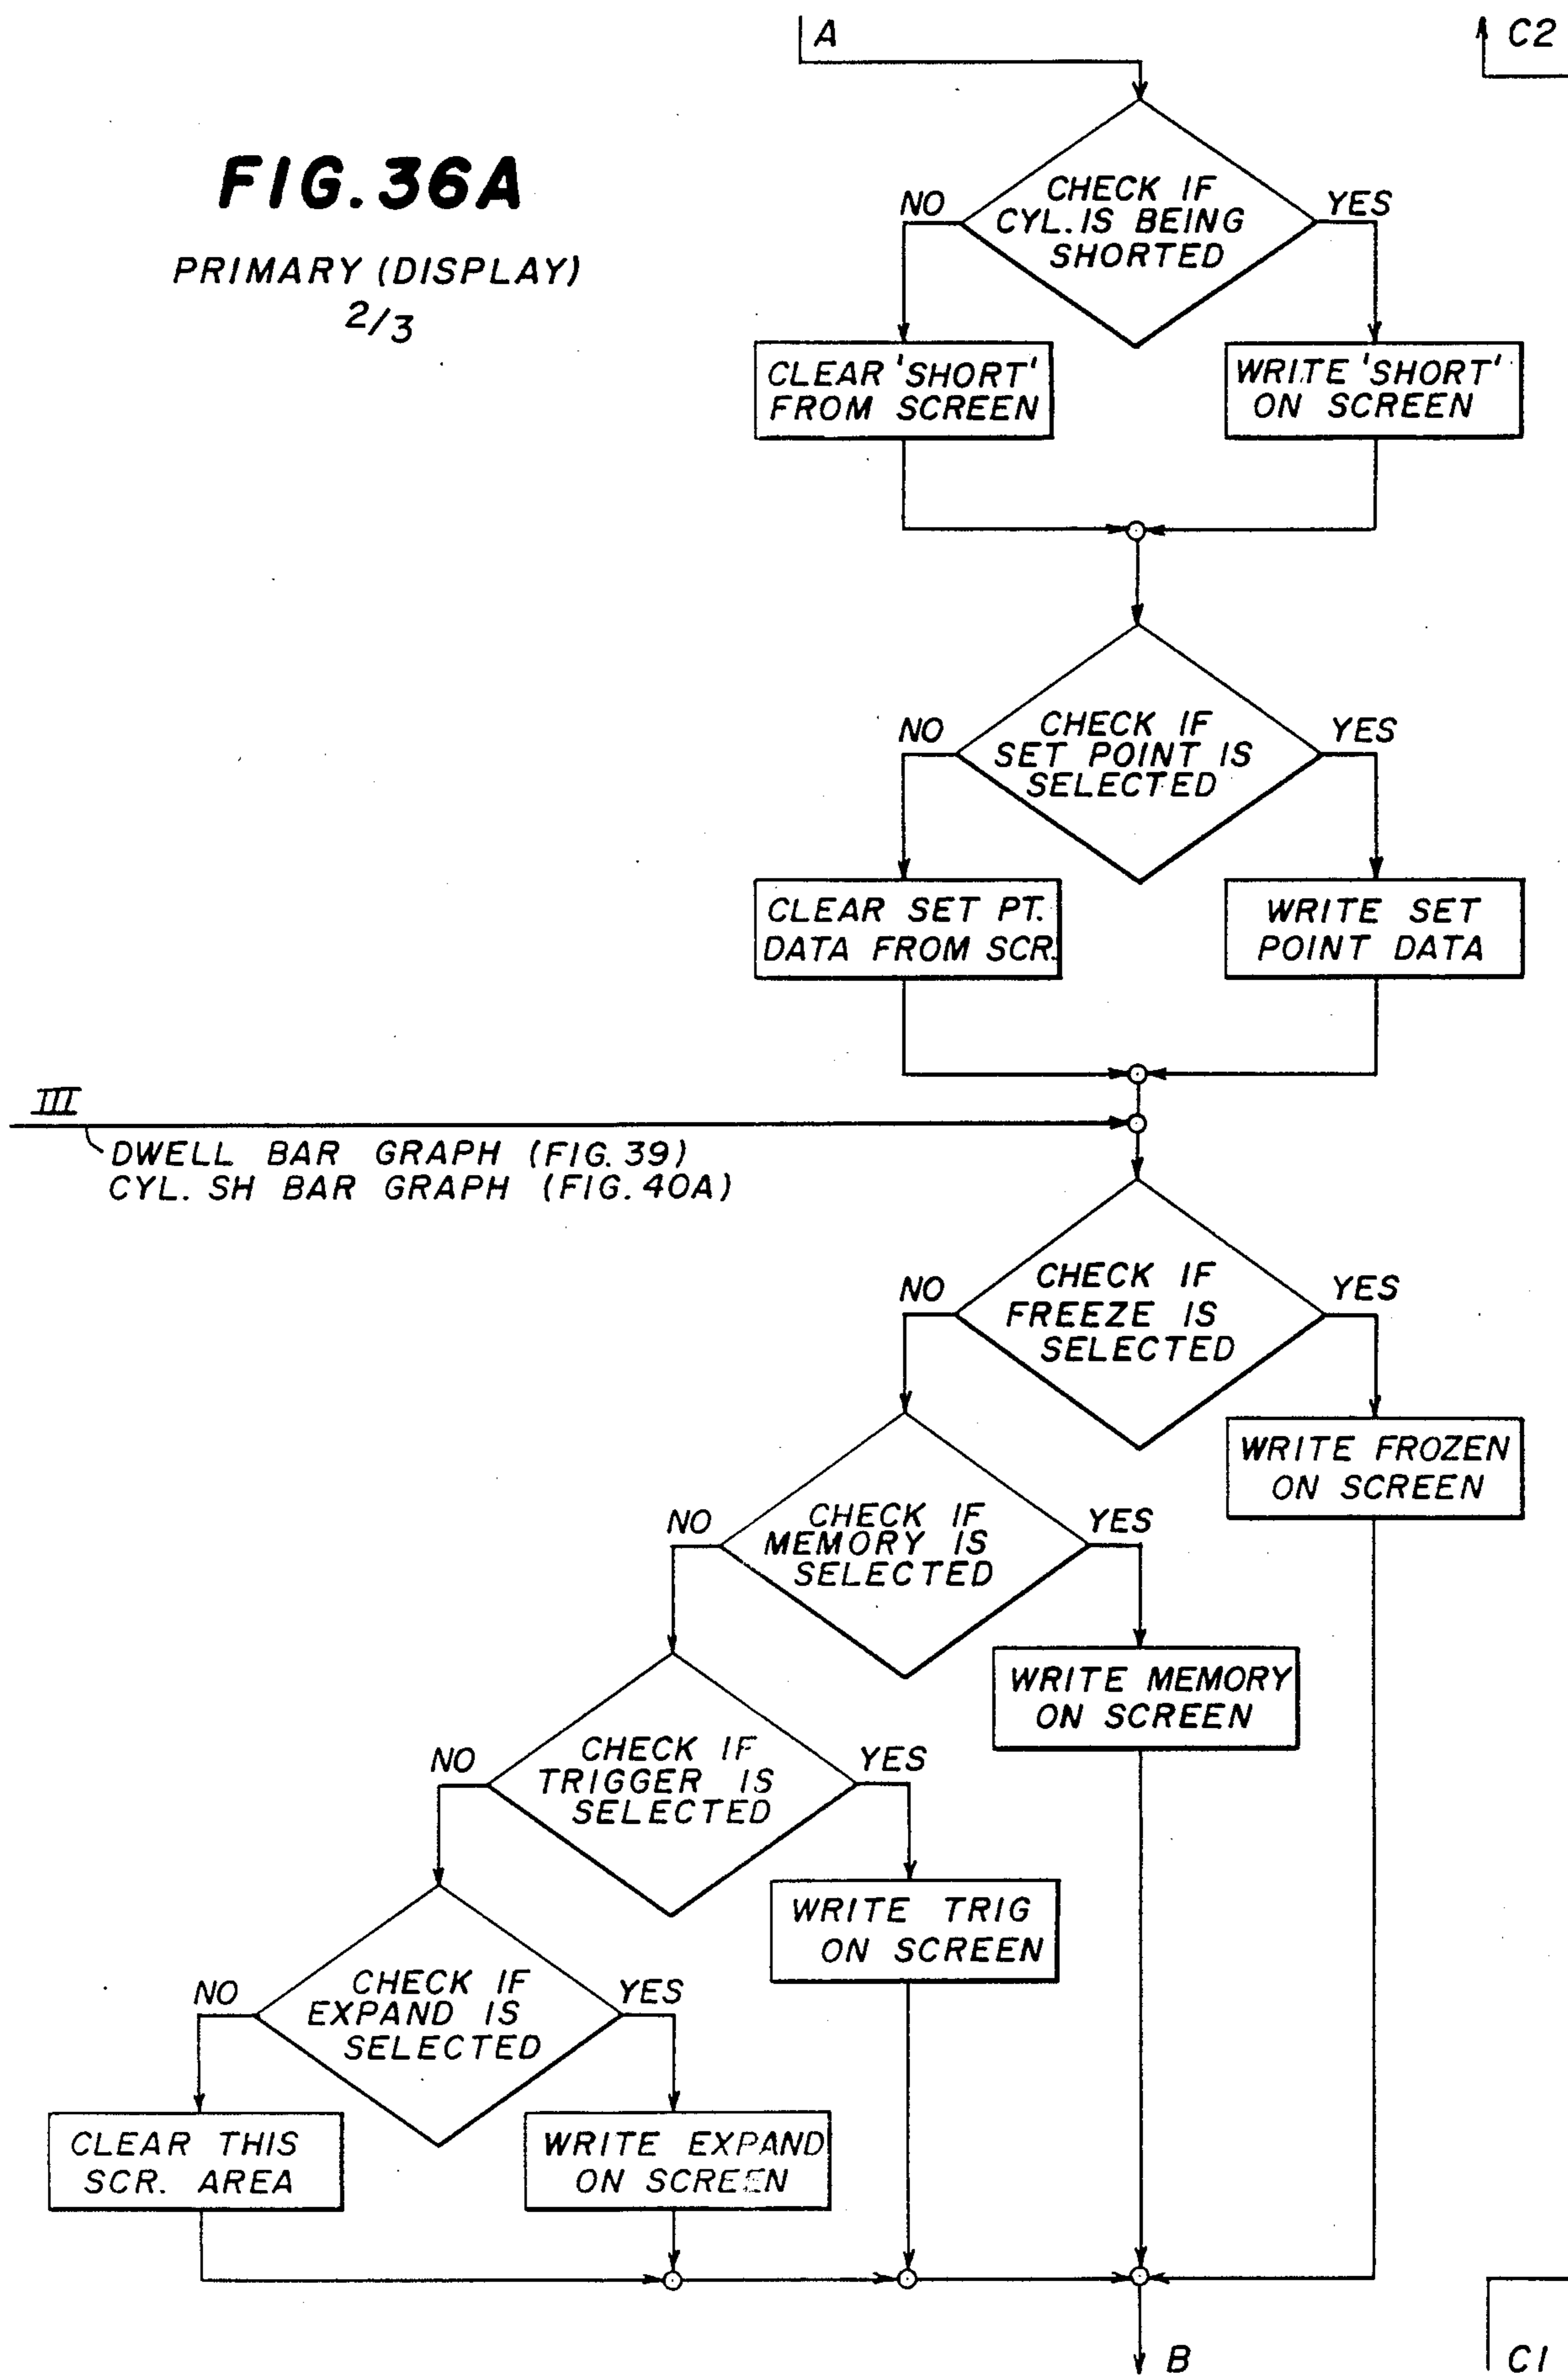 A
C2
FIG. 36A
PRIMARY (DISPLAY)
2/3
CHECK IF
CYL. IS BEING
SHORTED
NO
YES
CLEAR 'SHORT'
FROM SCREEN
WRITE 'SHORT'
ON SCREEN
CHECK IF
SET POINT IS
SELECTED
NO
YES
CLEAR SET PT.
DATA FROM SCR.
WRITE SET
POINT DATA
III
DWELL BAR GRAPH (FIG. 39)
CYL. SH BAR GRAPH (FIG. 40A)
CHECK IF
FREEZE IS
SELECTED
NO
YES
WRITE FROZEN
ON SCREEN
CHECK IF
MEMORY IS
SELECTED
NO
YES
WRITE MEMORY
ON SCREEN
CHECK IF
TRIGGER IS
SELECTED
NO
YES
WRITE TRIG
ON SCREEN
CHECK IF
EXPAND IS
SELECTED
NO
YES
CLEAR THIS
SCR. AREA
WRITE EXPAND
ON SCREEN
B
C1